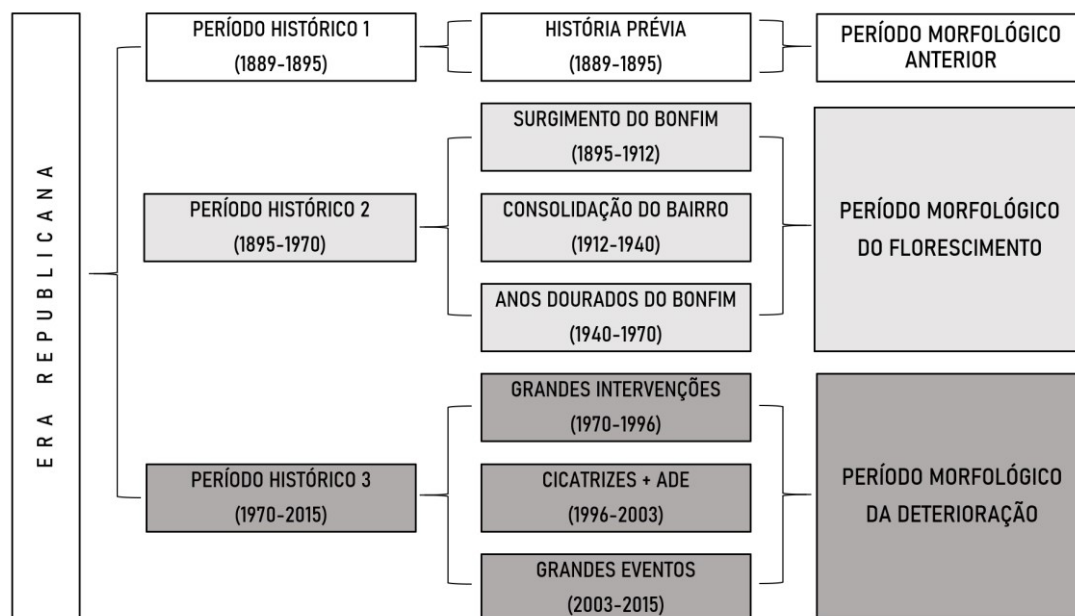 ERA REPUBLICANA
PERÍODO HISTÓRICO 1
(1889-1895)
HISTÓRIA PRÉVIA
(1889-1895)
PERÍODO MORFOLÓGICO
ANTERIOR
PERÍODO HISTÓRICO 2
(1895-1970)
SURGIMENTO DO BONFIM
(1895-1912)
CONSOLIDAÇÃO DO BAIRRO
(1912-1940)
ANOS DOURADOS DO BONFIM
(1940-1970)
PERÍODO MORFOLÓGICO
DO FLORESCIMENTO
PERÍODO HISTÓRICO 3
(1970-2015)
GRANDES INTERVENÇÕES
(1970-1996)
CICATRIZES + ADE
(1996-2003)
GRANDES EVENTOS
(2003-2015)
PERÍODO MORFOLÓGICO
DA DETERIORAÇÃO